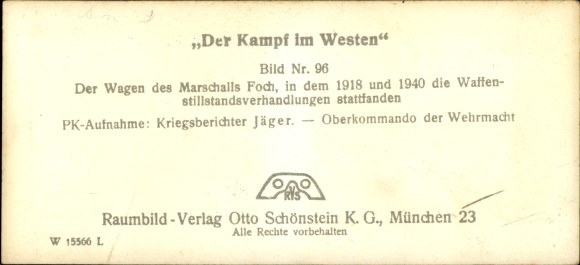 „Der Kampf im Westen“
Bild Nr. 96
Der Wagen des Marschalls Foch, in dem 1918 und 1940 die Waffen-
stillstandsverhandlungen stattfanden
PK-Aufnahme: Kriegsberichter Jäger. — Oberkommando der Wehrmacht
RVS
Raumbild-Verlag Otto Schönstein K. G., München 23
Alle Rechte vorbehalten
W 15566 L